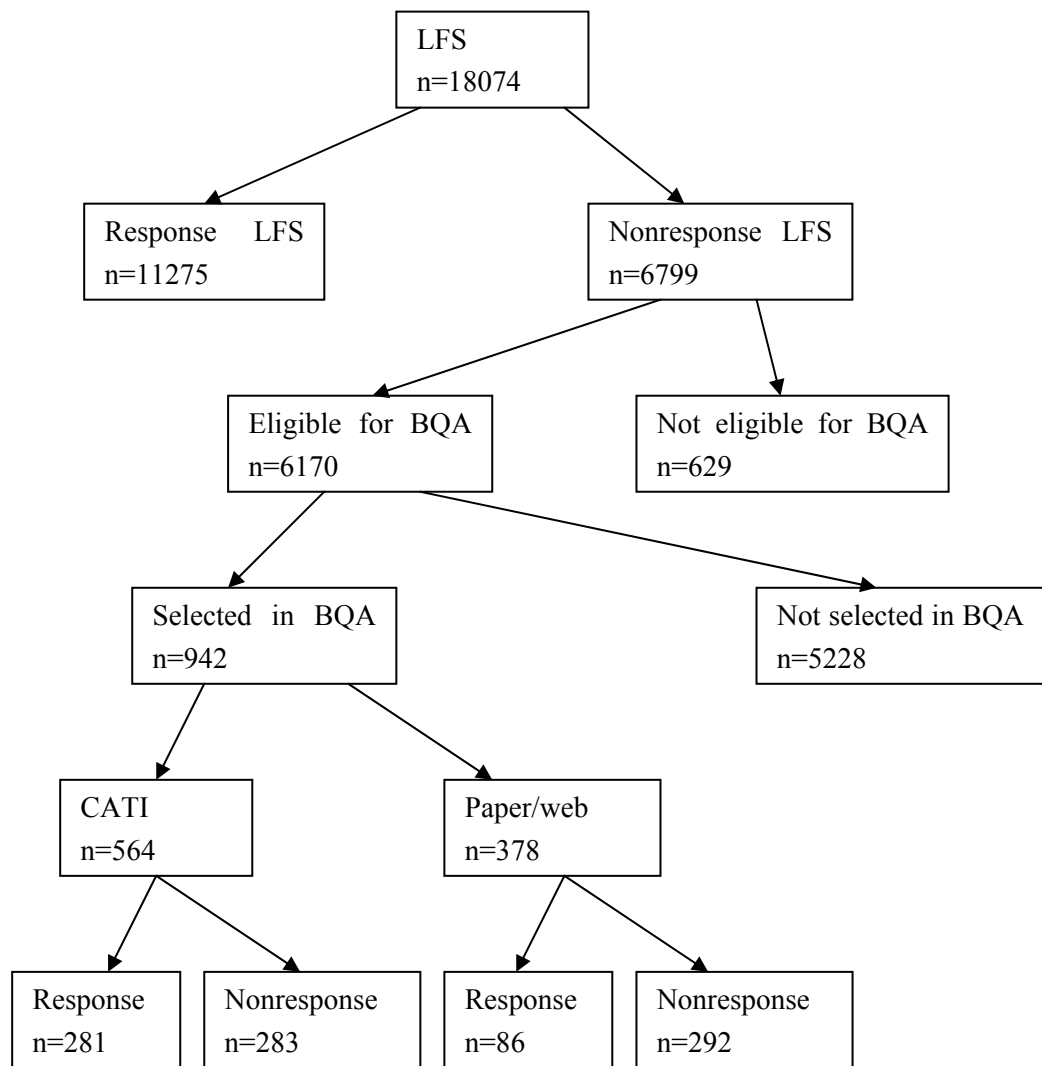 LFS
n=18074
Response LFS
n=11275
Nonresponse LFS
n=6799
Eligible for BQA
n=6170
Not eligible for BQA
n=629
Selected in BQA
n=942
Not selected in BQA
n=5228
CATI
n=564
Paper/web
n=378
Response
n=281
Nonresponse
n=283
Response
n=86
Nonresponse
n=292